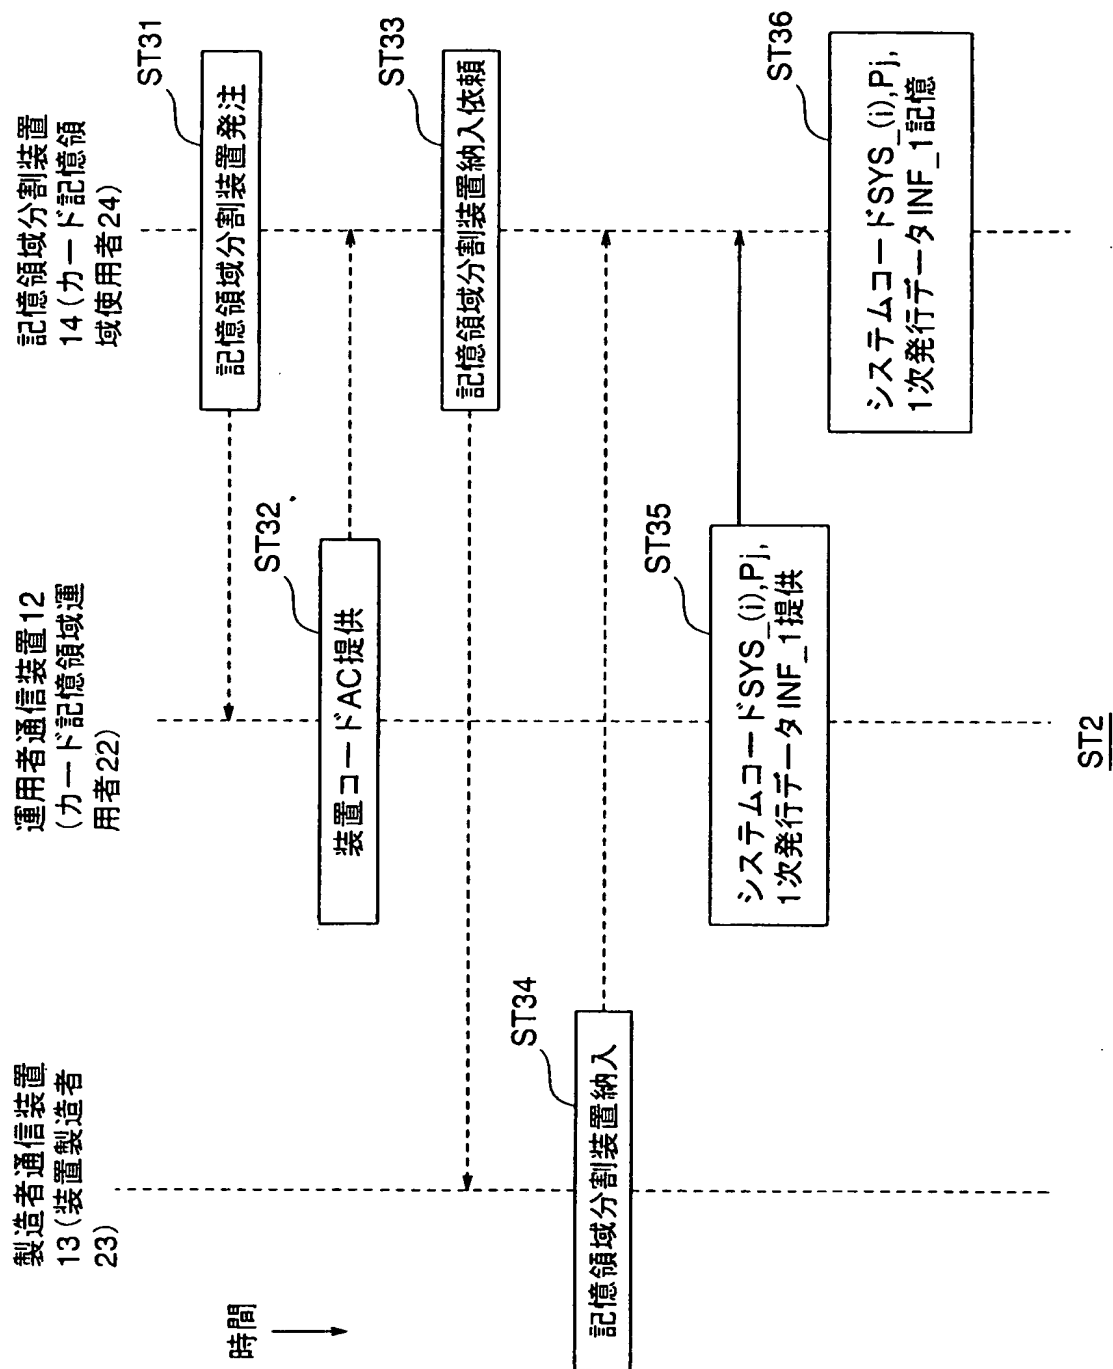 製造者通信装置
13(装置製造者
23)
運用者通信装置12
(カード記憶領域運
用者22)
記憶領域分割装置
14(カード記憶領
域使用者24)
時間
ST31
記憶領域分割装置発注
ST32
装置コードAC提供
ST33
記憶領域分割装置納入依頼
ST34
記憶領域分割装置納入
ST35
システムコードSYS_(i),Pj,
1次発行データINF_1提供
ST36
システムコードSYS_(i),Pj,
1次発行データINF_1記憶
ST2